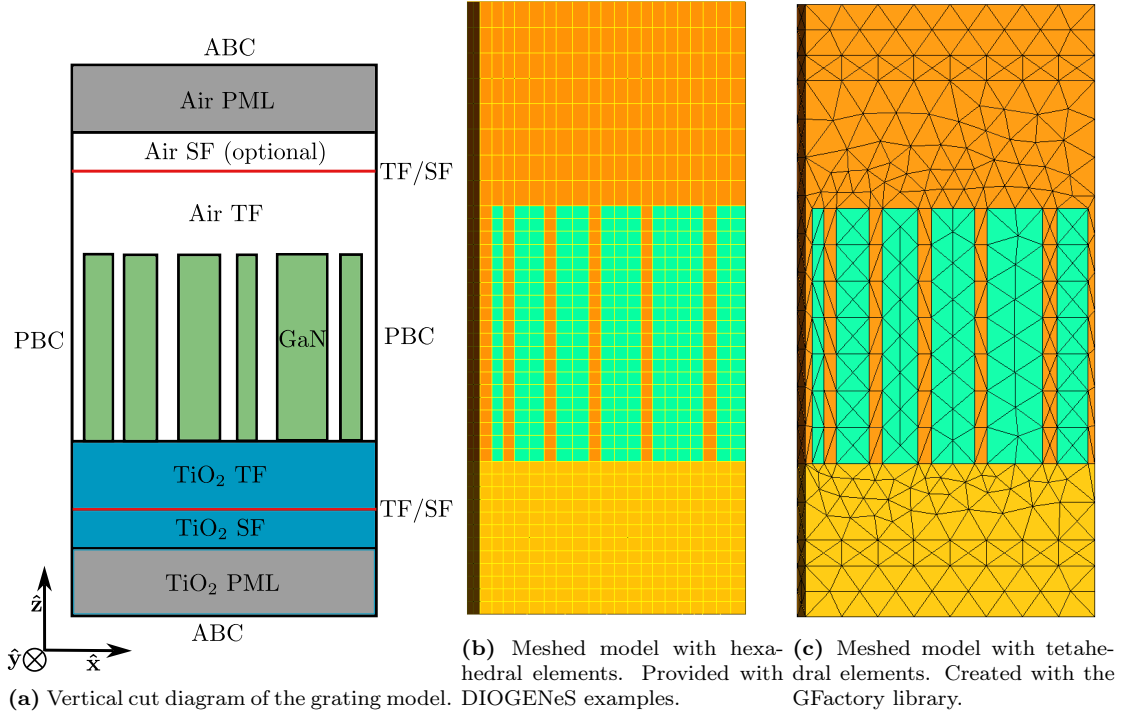 ABC
Air PML
Air SF (optional)
TF/SF
Air TF
PBC
GaN
PBC
TiO2 TF
TF/SF
TiO2 SF
TiO2 PML
ABC
ẑ
ŷ
x̂
(a) Vertical cut diagram of the grating model.
(b) Meshed model with hexa-
hedral elements. Provided with
DIOGENeS examples.
(c) Meshed model with tetahe-
dral elements. Created with the
GFactory library.